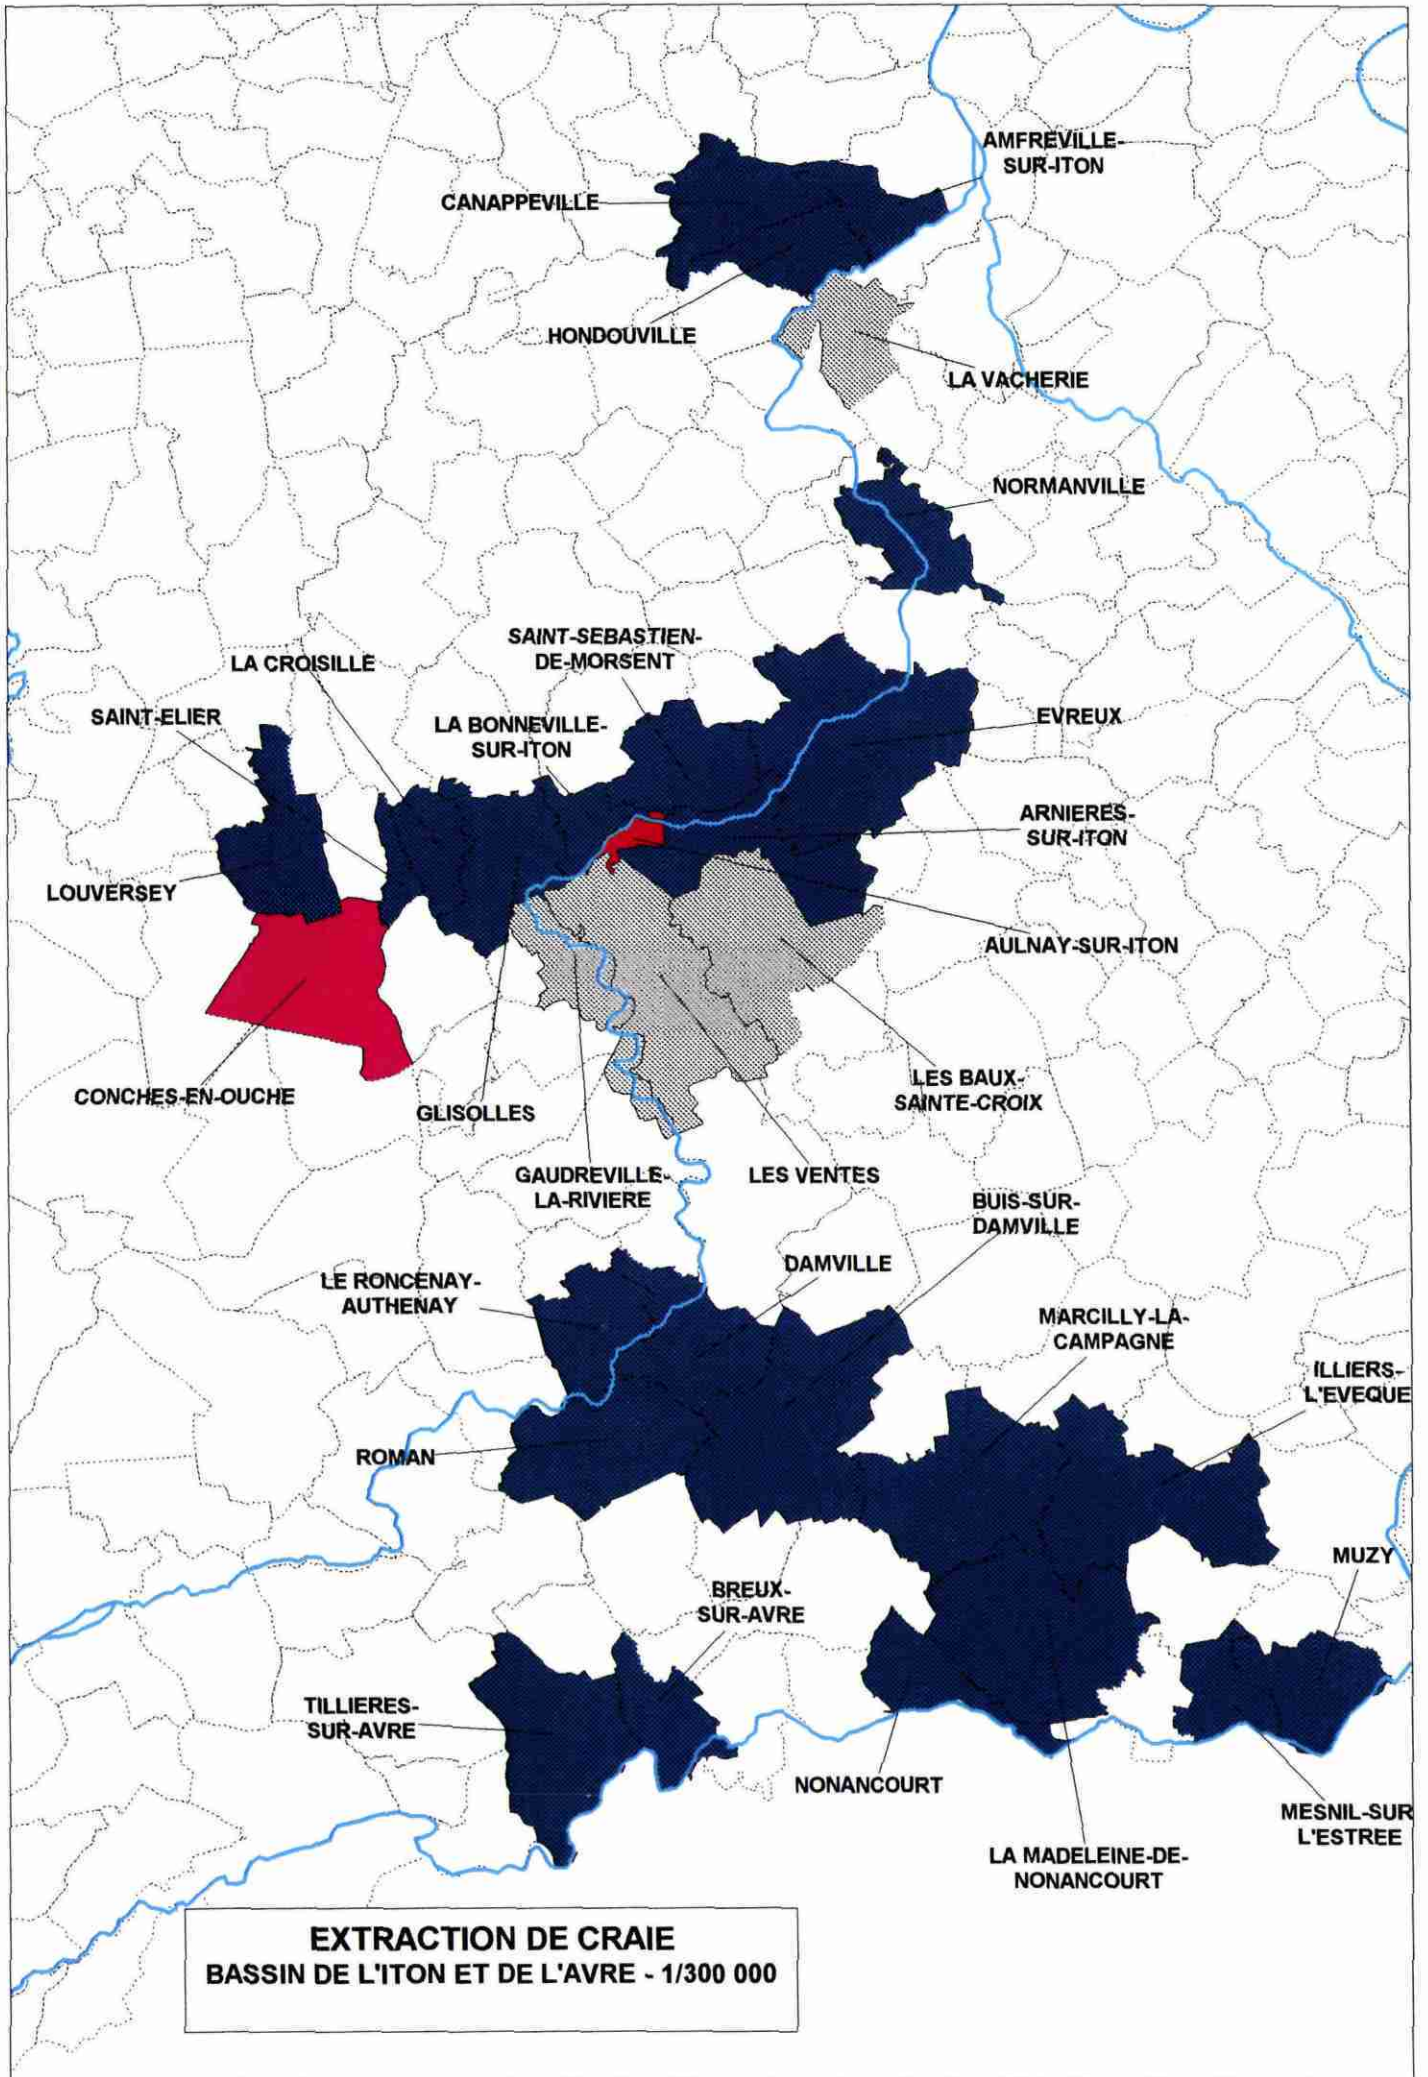 AMFREVILLE-
SUR-ITON
CANAPPEVILLE
HONDOUVILLE
LA VACHERIE
NORMANVILLE
SAINT-SEBASTIEN-
DE-MORSENT
LA CROISILLE
SAINT-ELIER
LA BONNEVILLE-
SUR-ITON
EVREUX
ARNIERES-
SUR-ITON
LOUVERSEY
AULNAY-SUR-ITON
CONCHES-EN-OUCHE
GLISOLLES
LES BAUX-
SAINTE-CROIX
GAUDREVILLE-
LA-RIVIERE
LES VENTES
BUIS-SUR-
DAMVILLE
DAMVILLE
LE RONCENAY-
AUTHENAY
MARCILLY-LA-
CAMPAGNE
ILLIERS-
L'EVEQUE
ROMAN
MUZY
BREUX-
SUR-AVRE
TILLIERES-
SUR-AVRE
NONANCOURT
MESNIL-SUR
L'ESTREE
LA MADELEINE-DE-
NONANCOURT
EXTRACTION DE CRAIE
BASSIN DE L'ITON ET DE L'AVRE - 1/300 000